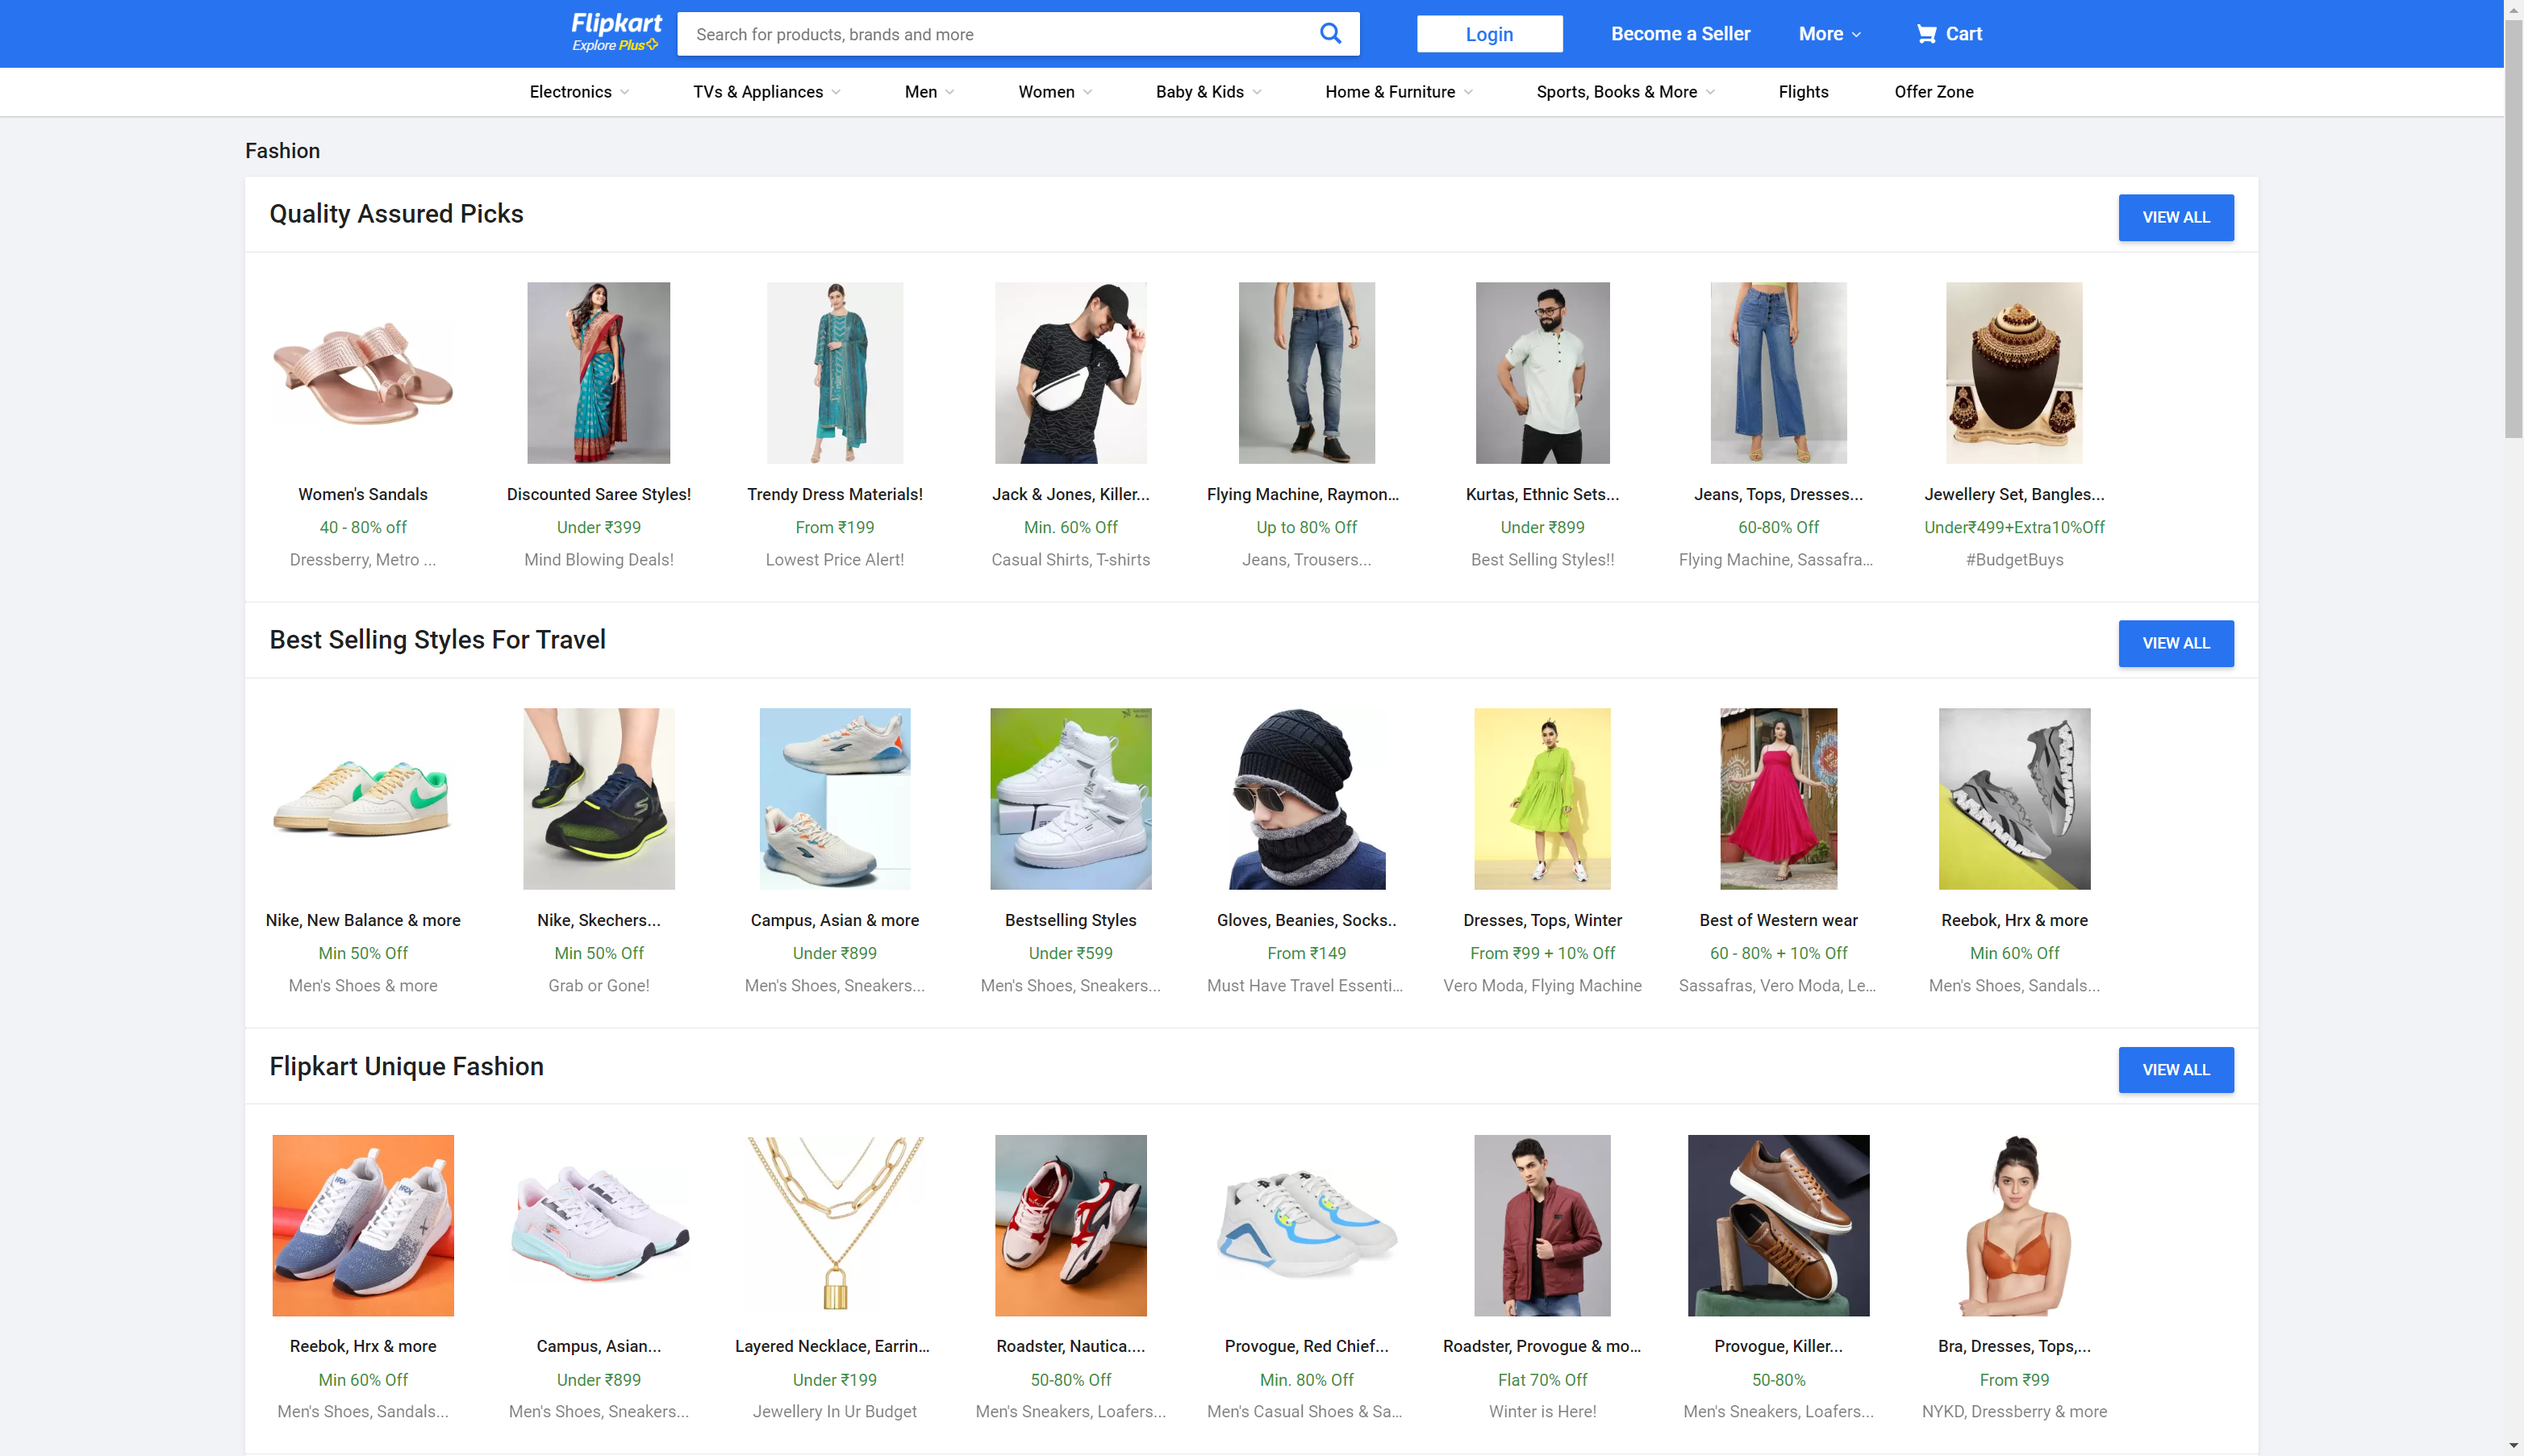 Flipkart
Explore Plus
Search for products, brands and more
Login
Become a Seller
More
Cart
Electronics
TVs & Appliances
Men
Women
Baby & Kids
Home & Furniture
Sports, Books & More
Flights
Offer Zone
Fashion
Quality Assured Picks
VIEW ALL
Women's Sandals
40 - 80% off
Dressberry, Metro ...
Discounted Saree Styles!
Under ₹399
Mind Blowing Deals!
Trendy Dress Materials!
From ₹199
Lowest Price Alert!
Jack & Jones, Killer...
Min. 60% Off
Casual Shirts, T-shirts
Flying Machine, Raymon...
Up to 80% Off
Jeans, Trousers...
Kurtas, Ethnic Sets...
Under ₹899
Best Selling Styles!!
Jeans, Tops, Dresses...
60-80% Off
Flying Machine, Sassafra...
Jewellery Set, Bangles...
Under₹499+Extra10%Off
#BudgetBuys
Best Selling Styles For Travel
VIEW ALL
Nike, New Balance & more
Min 50% Off
Men's Shoes & more
Nike, Skechers...
Min 50% Off
Grab or Gone!
Campus, Asian & more
Under ₹899
Men's Shoes, Sneakers...
Bestselling Styles
Under ₹599
Men's Shoes, Sneakers...
Gloves, Beanies, Socks..
From ₹149
Must Have Travel Essenti...
Dresses, Tops, Winter
From ₹99 + 10% Off
Vero Moda, Flying Machine
Best of Western wear
60 - 80% + 10% Off
Sassafras, Vero Moda, Le...
Reebok, Hrx & more
Min 60% Off
Men's Shoes, Sandals...
Flipkart Unique Fashion
VIEW ALL
HRX
HRX
Reebok, Hrx & more
Min 60% Off
Men's Shoes, Sandals...
Campus, Asian...
Under ₹899
Men's Shoes, Sneakers...
Layered Necklace, Earrin...
Under ₹199
Jewellery In Ur Budget
Roadster, Nautica....
50-80% Off
Men's Sneakers, Loafers...
Provogue, Red Chief...
Min. 80% Off
Men's Casual Shoes & Sa...
Roadster, Provogue & mo...
Flat 70% Off
Winter is Here!
Provogue, Killer...
50-80%
Men's Sneakers, Loafers...
Bra, Dresses, Tops,...
From ₹99
NYKD, Dressberry & more